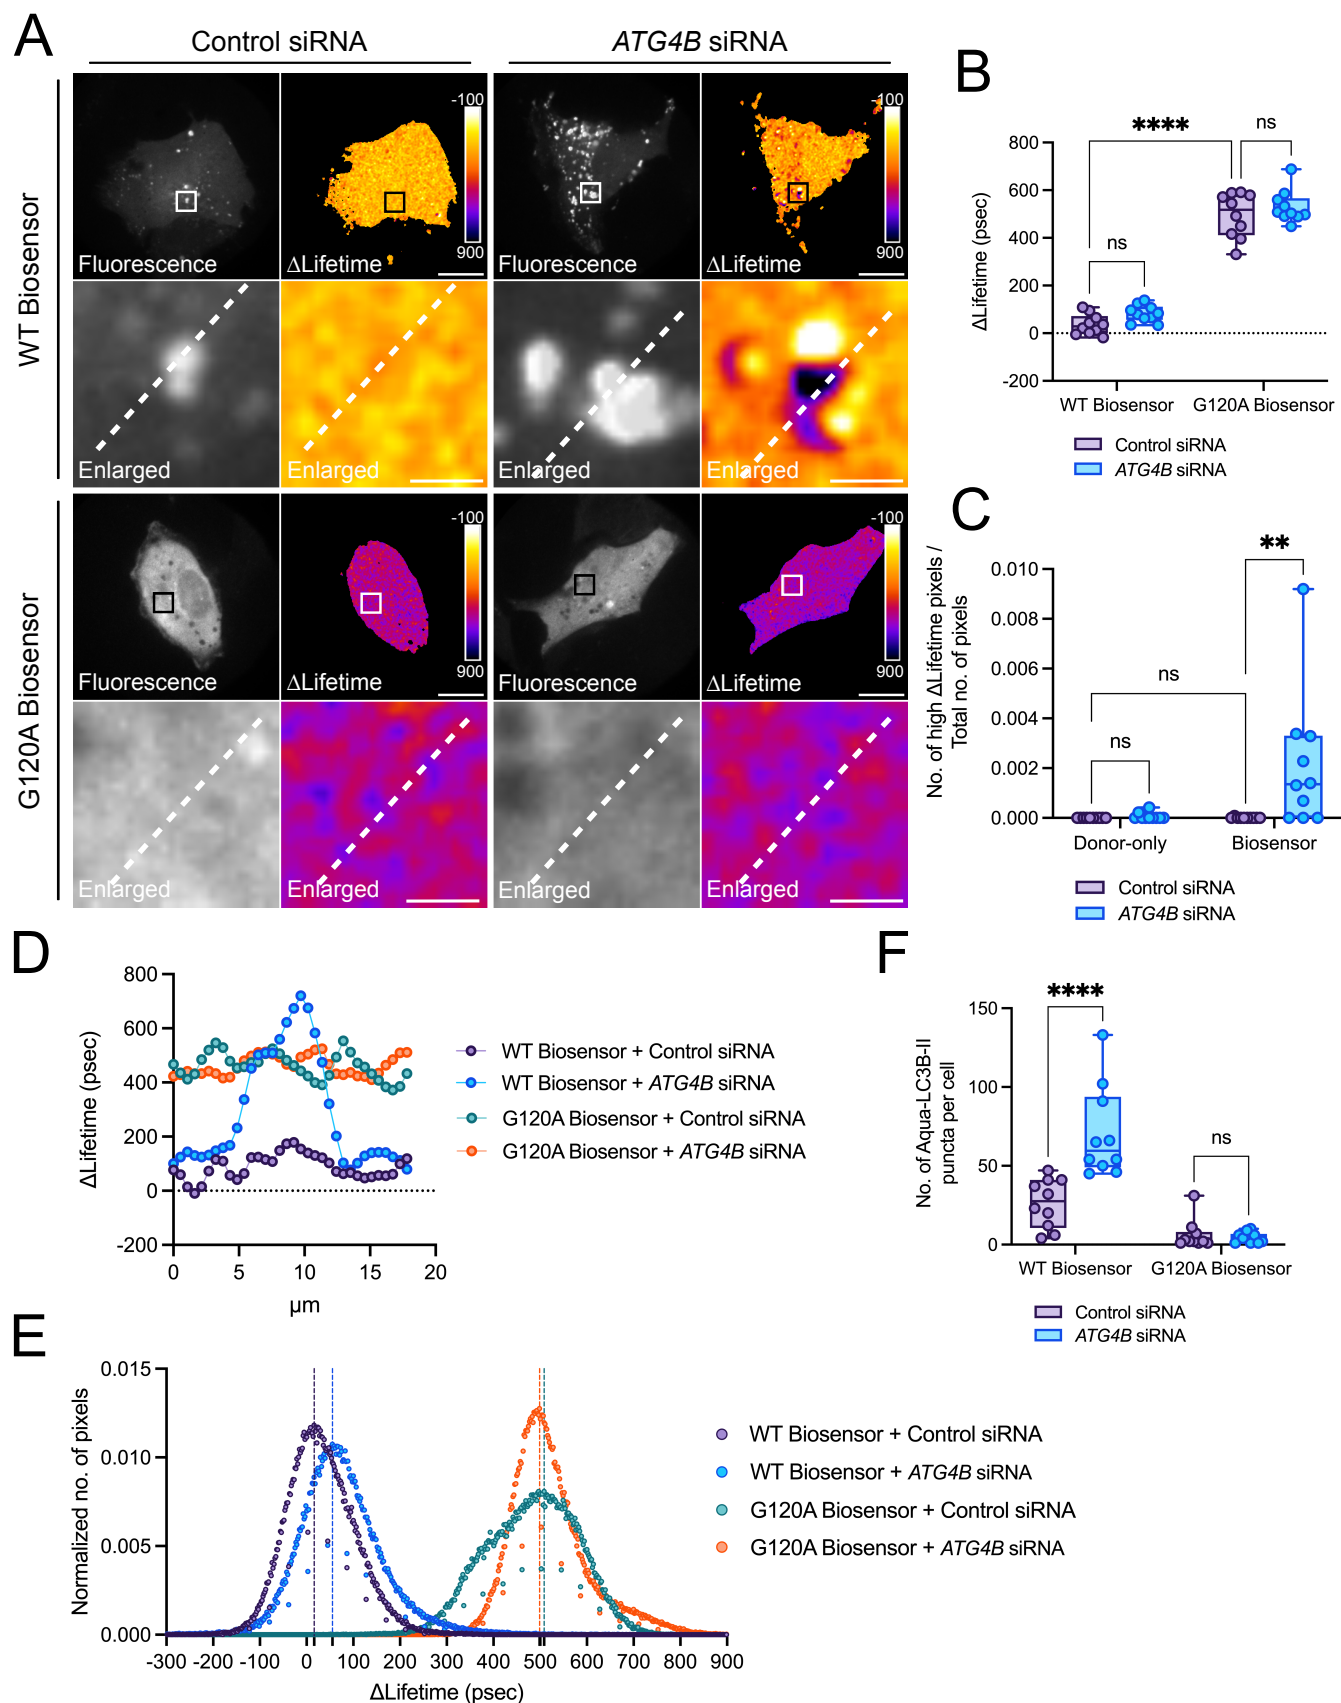 A
Control siRNA
ATG4B siRNA
WT Biosensor
Fluorescence
-100
900
ΔLifetime
Fluorescence
-100
900
ΔLifetime
Enlarged
Enlarged
Enlarged
Enlarged
G120A Biosensor
Fluorescence
-100
900
ΔLifetime
Fluorescence
-100
900
ΔLifetime
Enlarged
Enlarged
Enlarged
Enlarged
B
ΔLifetime (psec)
800
600
400
200
0
-200
****
ns
ns
WT Biosensor
G120A Biosensor
Control siRNA
ATG4B siRNA
C
No. of high ΔLifetime pixels /
Total no. of pixels
0.010
0.008
0.006
0.004
0.002
0.000
**
ns
ns
Donor-only
Biosensor
Control siRNA
ATG4B siRNA
D
ΔLifetime (psec)
800
600
400
200
0
-200
0 5 10 15 20
μm
WT Biosensor + Control siRNA
WT Biosensor + ATG4B siRNA
G120A Biosensor + Control siRNA
G120A Biosensor + ATG4B siRNA
F
No. of Aqua-LC3B-II
puncta per cell
150
100
50
0
****
ns
WT Biosensor
G120A Biosensor
Control siRNA
ATG4B siRNA
E
Normalized no. of pixels
0.015
0.010
0.005
0.000
-300 -200 -100 0 100 200 300 400 500 600 700 800 900
ΔLifetime (psec)
WT Biosensor + Control siRNA
WT Biosensor + ATG4B siRNA
G120A Biosensor + Control siRNA
G120A Biosensor + ATG4B siRNA